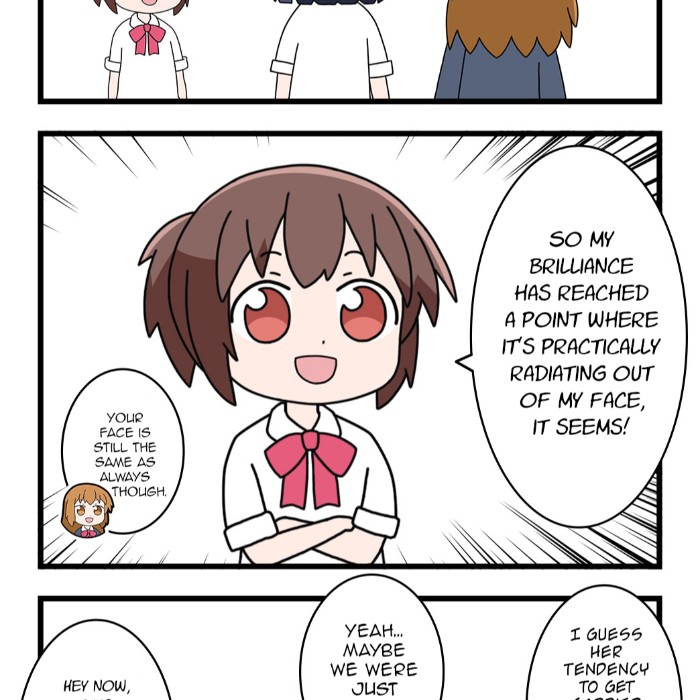 SO MY
BRILLIANCE
HAS REACHED
A POINT WHERE
IT'S PRACTICALLY
RADIATING OUT
OF MY FACE,
IT SEEMS!
YOUR
FACE IS
STILL THE
SAME AS
ALWAYS
THOUGH.
HEY NOW,
YEAH...
MAYBE
WE WERE
JUST
I GUESS
HER
TENDENCY
TO GET